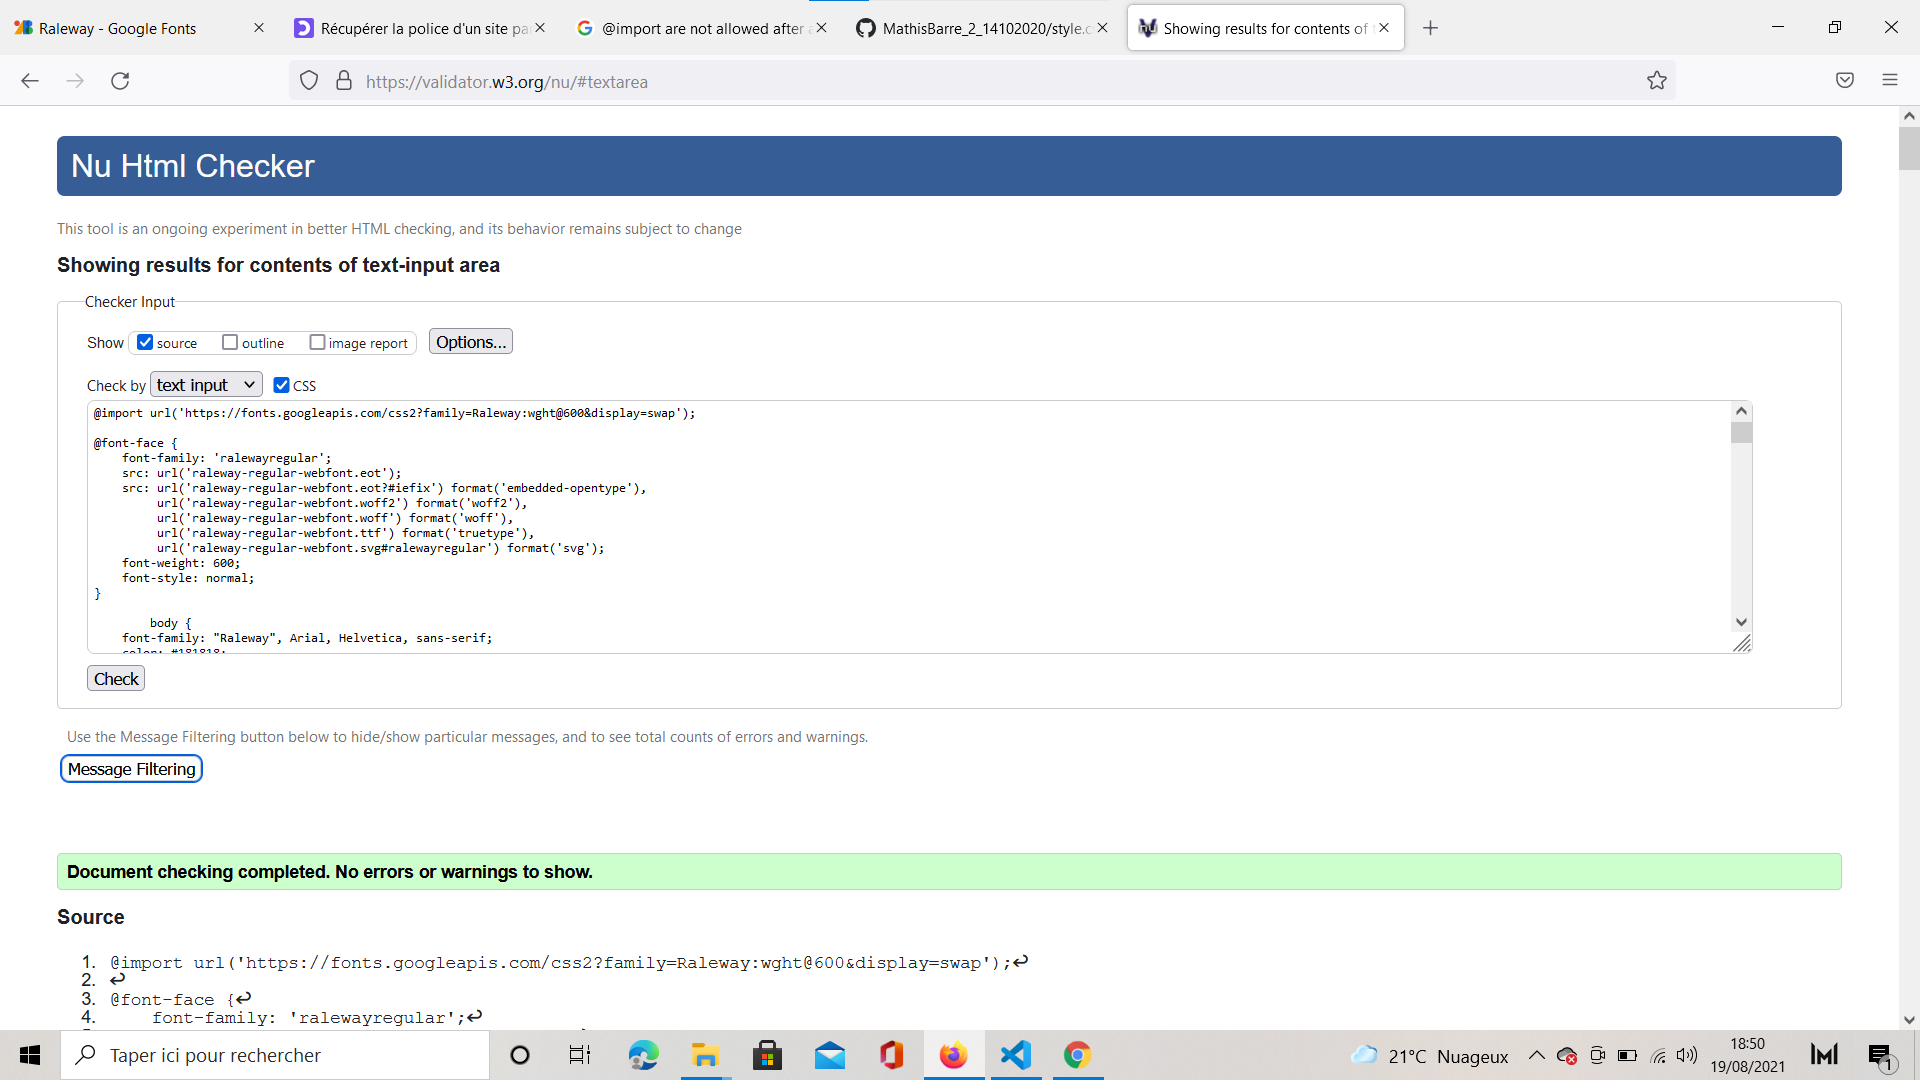 Raleway - Google Fonts
Récupérer la police d'un site pa
@import are not allowed after a
MathisBarre_2_14102020/style.c
Showing results for contents of t
https://validator.w3.org/nu/#textarea
Nu Html Checker
This tool is an ongoing experiment in better HTML checking, and its behavior remains subject to change
Showing results for contents of text-input area
Checker Input
Show source outline image report Options...
Check by text input CSS
@import url('https://fonts.googleapis.com/css2?family=Raleway:wght@600&display=swap');
@font-face {
font-family: 'ralewayregular';
src: url('raleway-regular-webfont.eot');
src: url('raleway-regular-webfont.eot?#iefix') format('embedded-opentype'),
url('raleway-regular-webfont.woff2') format('woff2'),
url('raleway-regular-webfont.woff') format('woff'),
url('raleway-regular-webfont.ttf') format('truetype'),
url('raleway-regular-webfont.svg#ralewayregular') format('svg');
font-weight: 600;
font-style: normal;
}
body {
font-family: "Raleway", Arial, Helvetica, sans-serif;
color: #181818;
Check
Use the Message Filtering button below to hide/show particular messages, and to see total counts of errors and warnings.
Message Filtering
Document checking completed. No errors or warnings to show.
Source
1. @import url('https://fonts.googleapis.com/css2?family=Raleway:wght@600&display=swap');↩
2. ↩
3. @font-face {↩
4. font-family: 'ralewayregular';↩
Taper ici pour rechercher
21°C Nuageux
18:50
19/08/2021
1